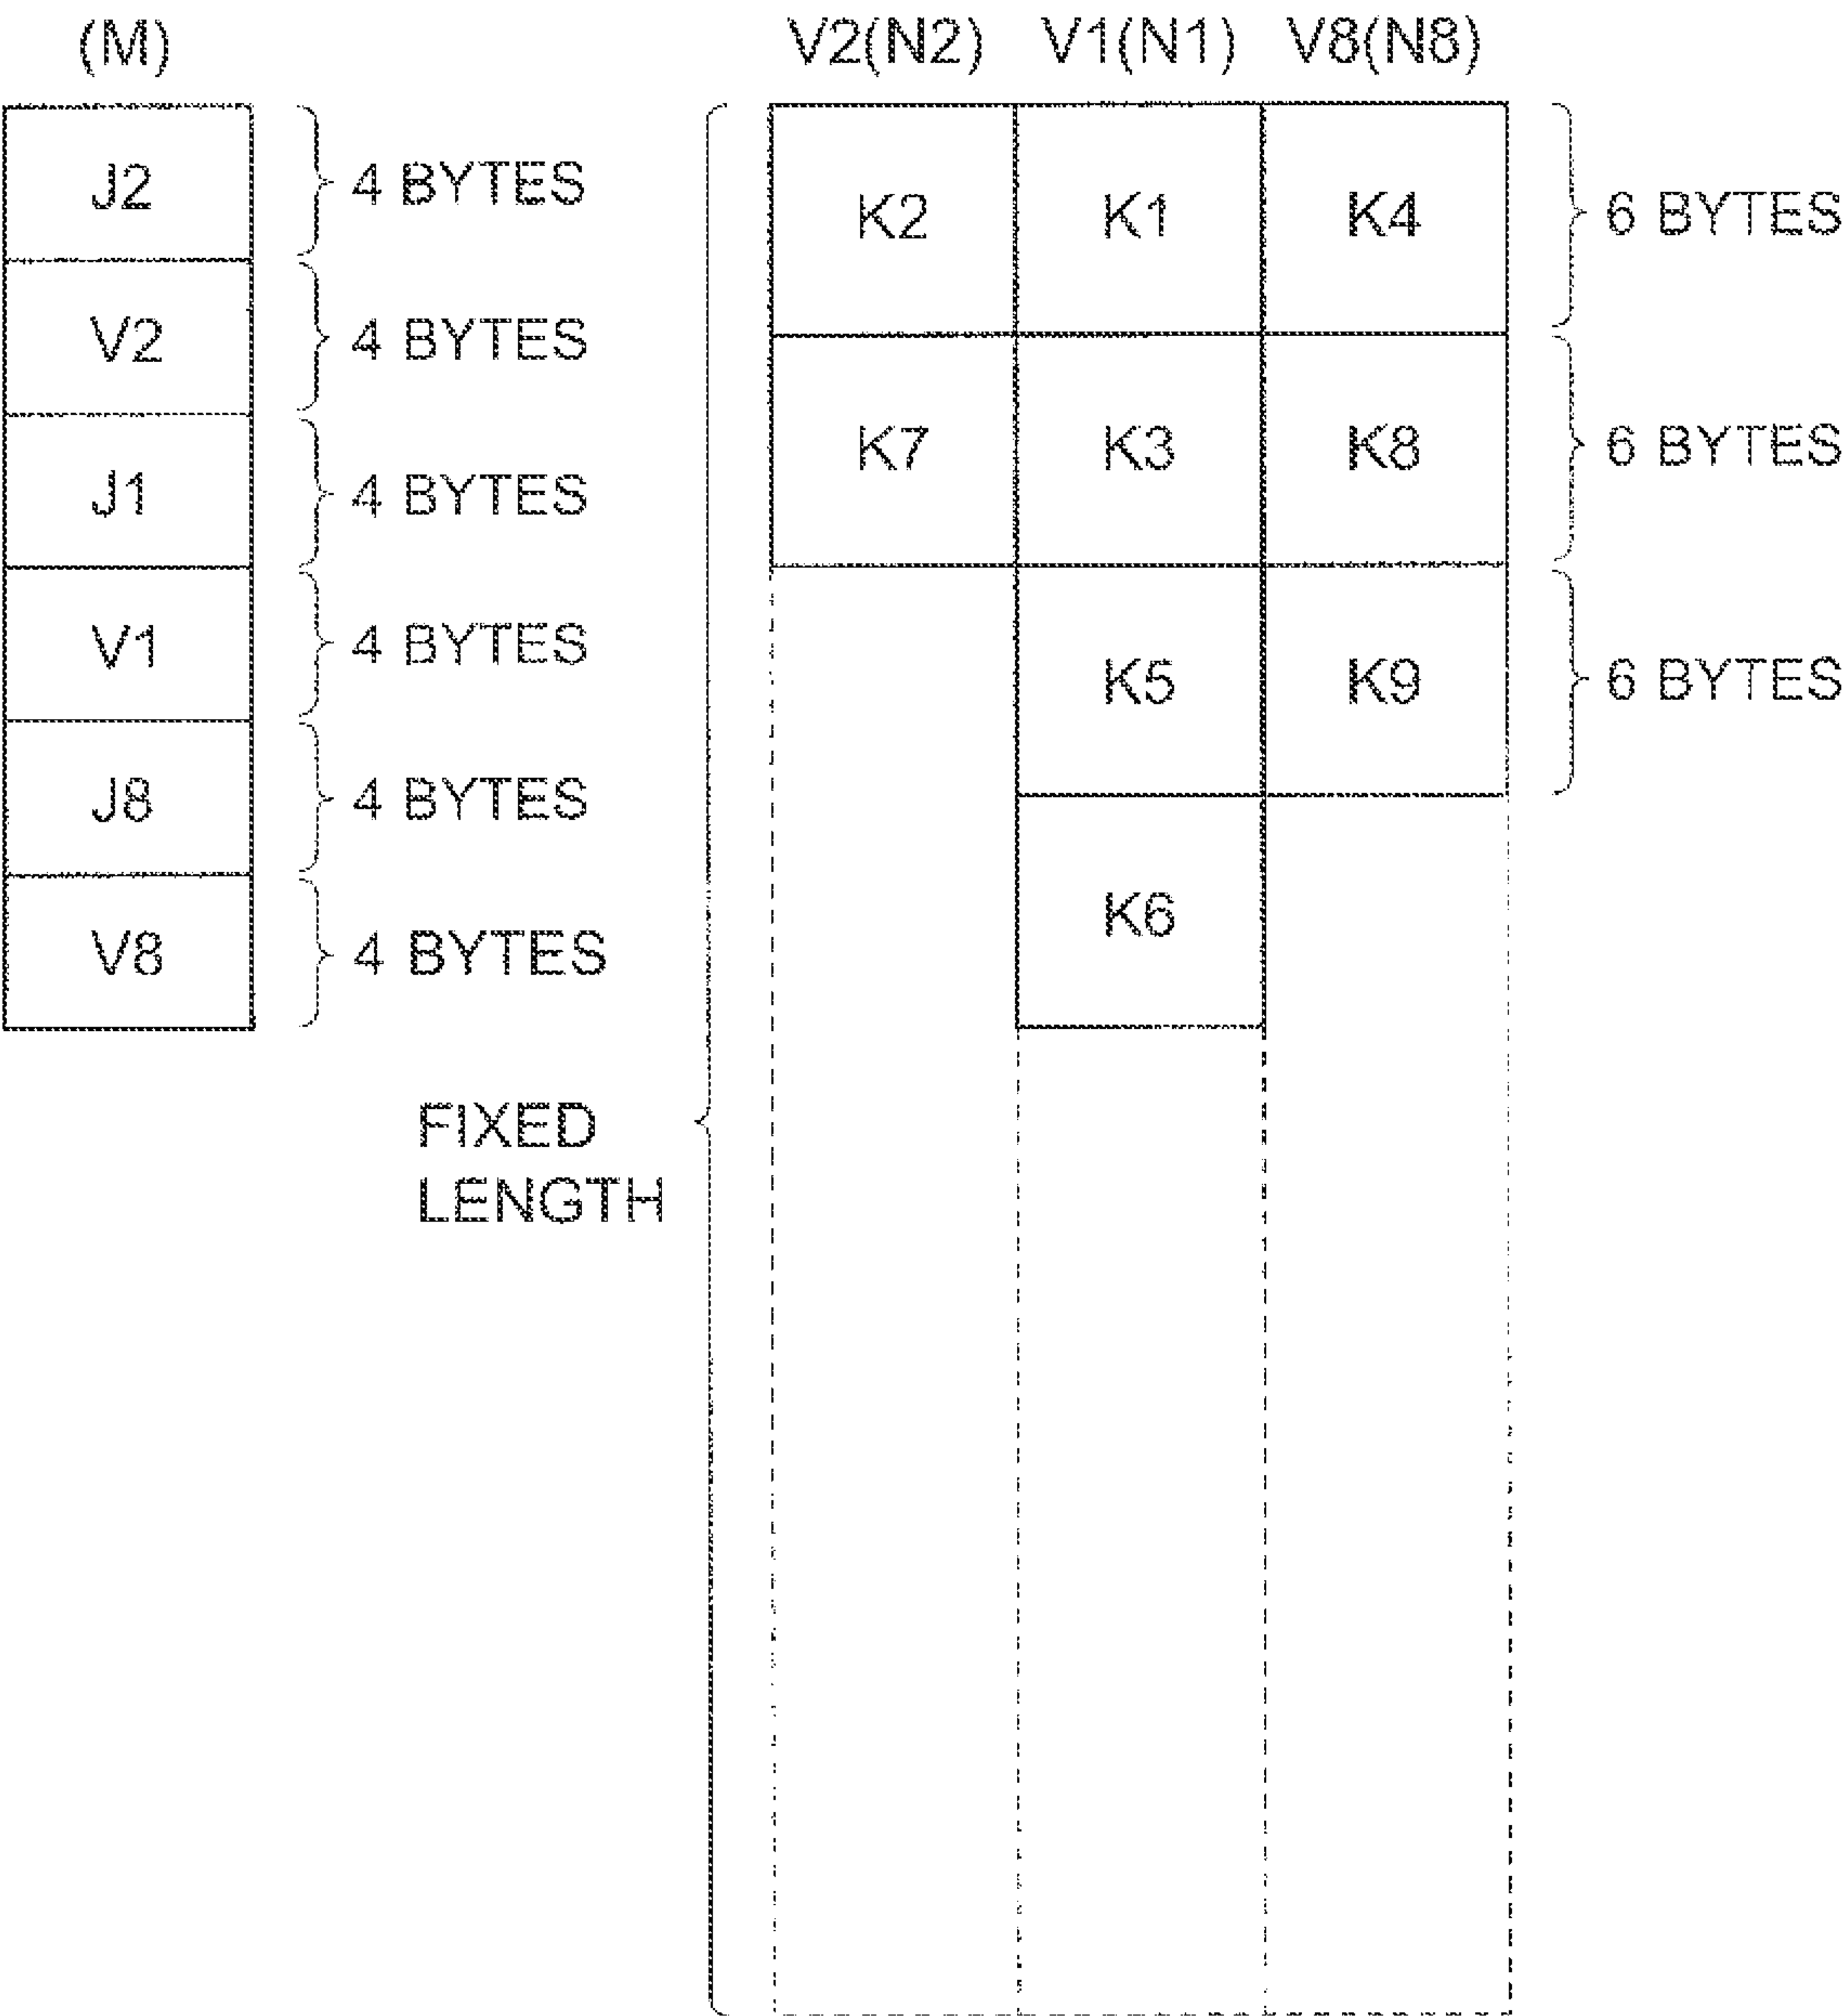 (M)
J2 4 BYTES
V2 4 BYTES
J1 4 BYTES
V1 4 BYTES
J8 4 BYTES
V8 4 BYTES
V2(N2) V1(N1) V8(N8)
K2 K1 K4 6 BYTES
K7 K3 K8 6 BYTES
K5 K9 6 BYTES
K6
FIXED
LENGTH